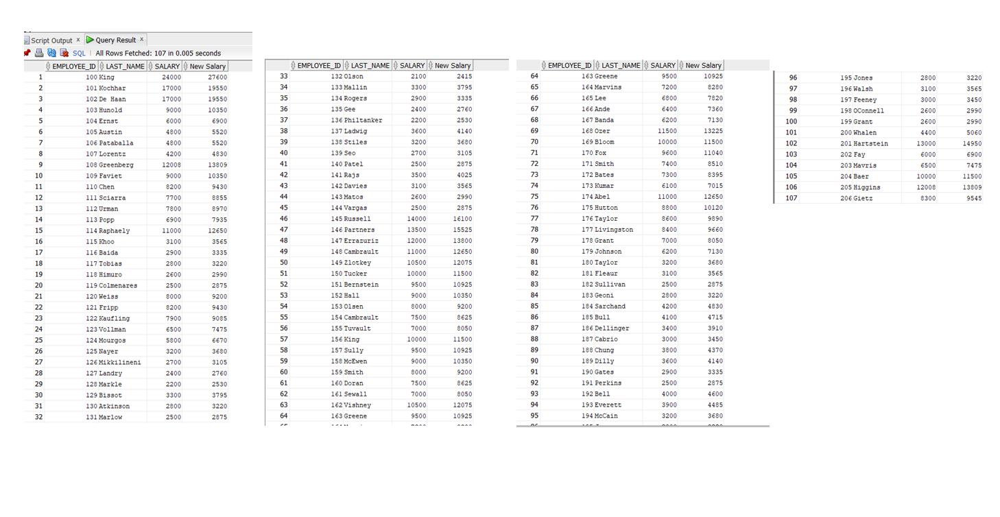 Script Output × Query Result ×
SQL | All Rows Fetched: 107 in 0.005 seconds
EMPLOYEE_ID LAST_NAME SALARY New Salary
1 100 King 24000 27600
2 101 Kochhar 17000 19550
3 102 De Haan 17000 19550
4 103 Hunold 9000 10350
5 104 Ernst 6000 6900
6 105 Austin 4800 5520
7 106 Pataballa 4800 5520
8 107 Lorentz 4200 4830
9 108 Greenberg 12008 13809
10 109 Faviet 9000 10350
11 110 Chen 8200 9430
12 111 Sciarra 7700 8855
13 112 Urman 7800 8970
14 113 Popp 6900 7935
15 114 Raphaely 11000 12650
16 115 Khoo 3100 3565
17 116 Baida 2900 3335
18 117 Tobias 2800 3220
19 118 Himuro 2600 2990
20 119 Colmenares 2500 2875
21 120 Weiss 8000 9200
22 121 Fripp 8200 9430
23 122 Kaufling 7900 9085
24 123 Vollman 6500 7475
25 124 Mourgos 5800 6670
26 125 Nayer 3200 3680
27 126 Mikkilineni 2700 3105
28 127 Landry 2400 2760
29 128 Markle 2200 2530
30 129 Bissot 3300 3795
31 130 Atkinson 2800 3220
32 131 Marlow 2500 2875
EMPLOYEE_ID LAST_NAME SALARY New Salary
33 132 Olson 2100 2415
34 133 Mallin 3300 3795
35 134 Rogers 2900 3335
36 135 Gee 2400 2760
37 136 Philtanker 2200 2530
38 137 Ladwig 3600 4140
39 138 Stiles 3200 3680
40 139 Seo 2700 3105
41 140 Patel 2500 2875
42 141 Rajs 3500 4025
43 142 Davies 3100 3565
44 143 Matos 2600 2990
45 144 Vargas 2500 2875
46 145 Russell 14000 16100
47 146 Partners 13500 15525
48 147 Errazuriz 12000 13800
49 148 Cambrault 11000 12650
50 149 Zlotkey 10500 12075
51 150 Tucker 10000 11500
52 151 Bernstein 9500 10925
53 152 Hall 9000 10350
54 153 Olsen 8000 9200
55 154 Cambrault 7500 8625
56 155 Tuvault 7000 8050
57 156 King 10000 11500
58 157 Sully 9500 10925
59 158 McEwen 9000 10350
60 159 Smith 8000 9200
61 160 Doran 7500 8625
62 161 Sewall 7000 8050
63 162 Vishney 10500 12075
64 163 Greene 9500 10925
EMPLOYEE_ID LAST_NAME SALARY New Salary
64 163 Greene 9500 10925
65 164 Marvins 7200 8280
66 165 Lee 6800 7820
67 166 Ande 6400 7360
68 167 Banda 6200 7130
69 168 Ozer 11500 13225
70 169 Bloom 10000 11500
71 170 Fox 9600 11040
72 171 Smith 7400 8510
73 172 Bates 7300 8395
74 173 Kumar 6100 7015
75 174 Abel 11000 12650
76 175 Hutton 8800 10120
77 176 Taylor 8600 9890
78 177 Livingston 8400 9660
79 178 Grant 7000 8050
80 179 Johnson 6200 7130
81 180 Taylor 3200 3680
82 181 Fleaur 3100 3565
83 182 Sullivan 2500 2875
84 183 Geoni 2800 3220
85 184 Sarchand 4200 4830
86 185 Bull 4100 4715
87 186 Dellinger 3400 3910
88 187 Cabrio 3000 3450
89 188 Chung 3800 4370
90 189 Dilly 3600 4140
91 190 Gates 2900 3335
92 191 Perkins 2500 2875
93 192 Bell 4000 4600
94 193 Everett 3900 4485
95 194 McCain 3200 3680
96 195 Jones 2800 3220
97 196 Walsh 3100 3565
98 197 Feeney 3000 3450
99 198 OConnell 2600 2990
100 199 Grant 2600 2990
101 200 Whalen 4400 5060
102 201 Hartstein 13000 14950
103 202 Fay 6000 6900
104 203 Mavris 6500 7475
105 204 Baer 10000 11500
106 205 Higgins 12008 13809
107 206 Gietz 8300 9545